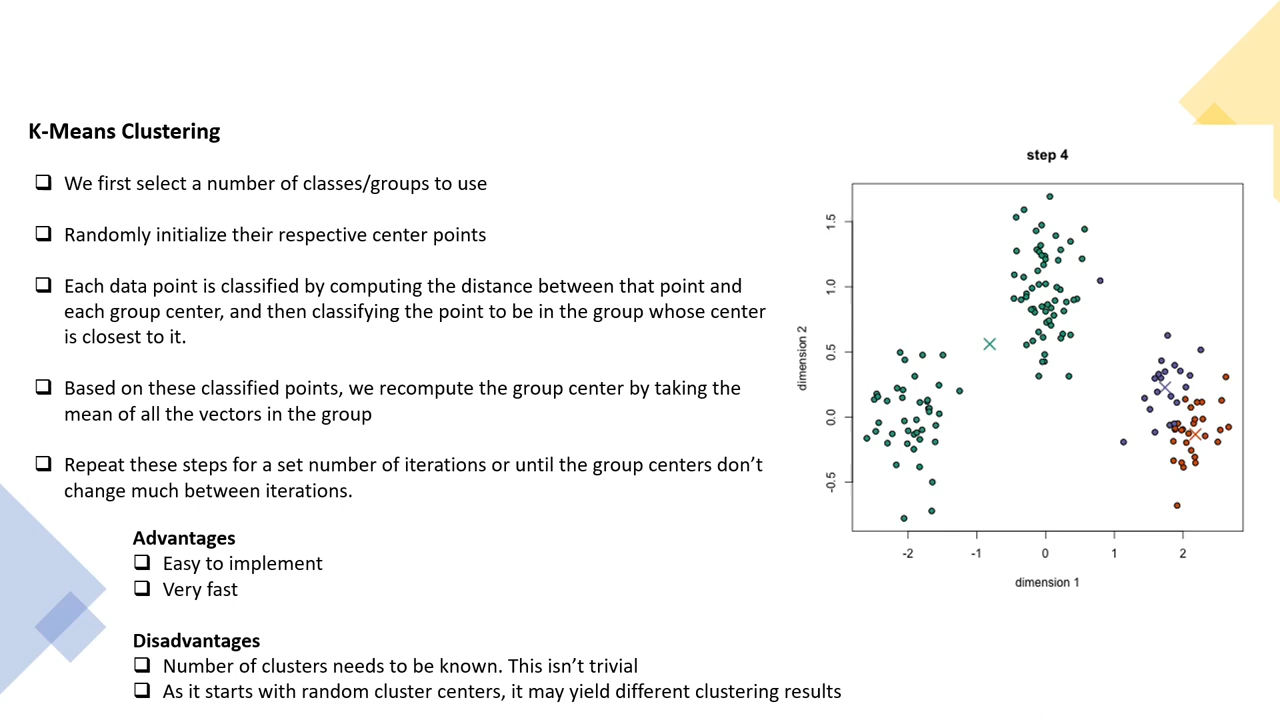 K-Means Clustering
We first select a number of classes/groups to use
Randomly initialize their respective center points
Each data point is classified by computing the distance between that point and
each group center, and then classifying the point to be in the group whose center
is closest to it.
Based on these classified points, we recompute the group center by taking the
mean of all the vectors in the group
Repeat these steps for a set number of iterations or until the group centers don’t
change much between iterations.
Advantages
Easy to implement
Very fast
Disadvantages
Number of clusters needs to be known. This isn’t trivial
As it starts with random cluster centers, it may yield different clustering results
step 4
dimension 2
1.5
1.0
0.5
0.0
-0.5
-2 -1 0 1 2
dimension 1